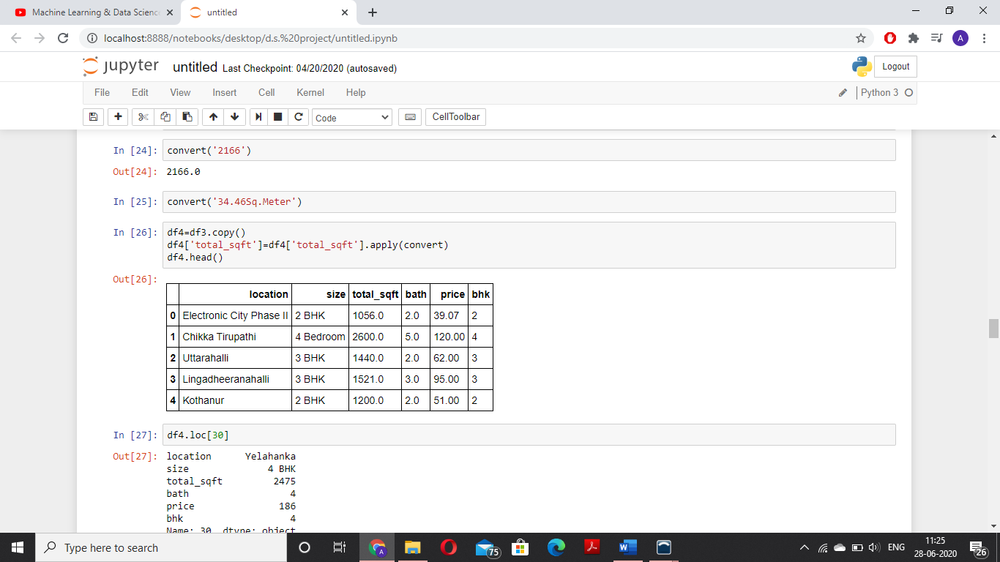 Machine Learning & Data Scienc
untitled
localhost:8888/notebooks/desktop/d.s.%20project/untitled.ipynb
A
jupyter untitled Last Checkpoint: 04/20/2020 (autosaved)
Logout
File Edit View Insert Cell Kernel Help
Python 3
Code
CellToolbar
In [24]: convert('2166')
Out[24]: 2166.0
In [25]: convert('34.46Sq.Meter')
In [26]: df4=df3.copy()
df4['total_sqft']=df4['total_sqft'].apply(convert)
df4.head()
Out[26]:
location size total_sqft bath price bhk
0 Electronic City Phase II 2 BHK 1056.0 2.0 39.07 2
1 Chikka Tirupathi 4 Bedroom 2600.0 5.0 120.00 4
2 Uttarahalli 3 BHK 1440.0 2.0 62.00 3
3 Lingadheeranahalli 3 BHK 1521.0 3.0 95.00 3
4 Kothanur 2 BHK 1200.0 2.0 51.00 2
In [27]: df4.loc[30]
Out[27]: location Yelahanka
size 4 BHK
total_sqft 2475
bath 4
price 186
bhk 4
Name: 30, dtype: object
Type here to search
A
75
ENG
11:25
28-06-2020
26